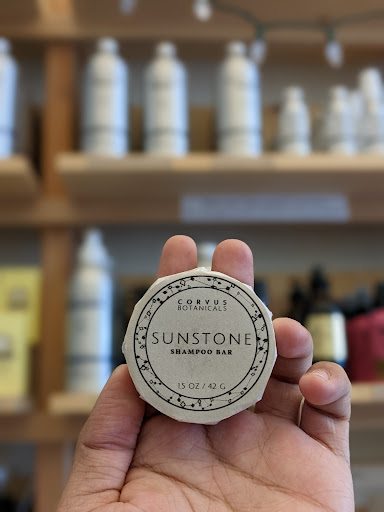 CORVUS
BOTANICALS
SUNSTONE
SHAMPOO BAR
1.5 OZ / 42 G